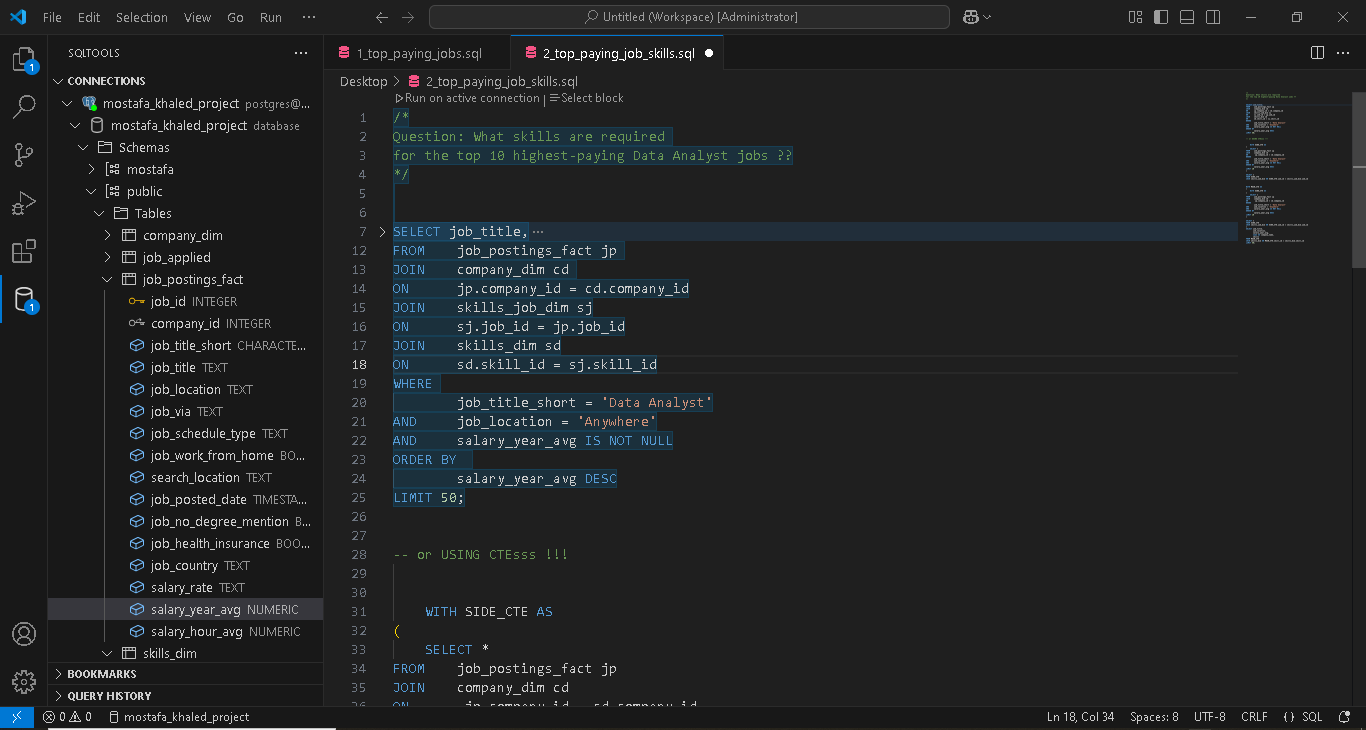 File Edit Selection View Go Run ···
Untitled (Workspace) [Administrator]
SQLTOOLS
1_top_paying_jobs.sql
2_top_paying_job_skills.sql
Desktop > 2_top_paying_job_skills.sql
Run on active connection | Select block
CONNECTIONS
mostafa_khaled_project postgres@...
mostafa_khaled_project database
Schemas
mostafa
public
Tables
company_dim
job_applied
job_postings_fact
job_id INTEGER
company_id INTEGER
job_title_short CHARACTE...
job_title TEXT
job_location TEXT
job_via TEXT
job_schedule_type TEXT
job_work_from_home BO...
search_location TEXT
job_posted_date TIMESTA...
job_no_degree_mention B...
job_health_insurance BOO...
job_country TEXT
salary_rate TEXT
salary_year_avg NUMERIC
salary_hour_avg NUMERIC
skills_dim
BOOKMARKS
QUERY HISTORY
1
1
1 /*
2 Question: What skills are required
3 for the top 10 highest-paying Data Analyst jobs ??
4 */
5
6
7 SELECT job_title, ···
12 FROM    job_postings_fact jp
13 JOIN    company_dim cd
14 ON      jp.company_id = cd.company_id
15 JOIN    skills_job_dim sj
16 ON      sj.job_id = jp.job_id
17 JOIN    skills_dim sd
18 ON      sd.skill_id = sj.skill_id
19 WHERE
20         job_title_short = 'Data Analyst'
21 AND     job_location = 'Anywhere'
22 AND     salary_year_avg IS NOT NULL
23 ORDER BY
24         salary_year_avg DESC
25 LIMIT 50;
26
27
28 -- or USING CTEsss !!!
29
30
31     WITH SIDE_CTE AS
32 (
33     SELECT *
34 FROM    job_postings_fact jp
35 JOIN    company_dim cd
36 ON      jp.company_id = cd.company_id
0 0 mostafa_khaled_project
Ln 18, Col 34 Spaces: 8 UTF-8 CRLF {} SQL